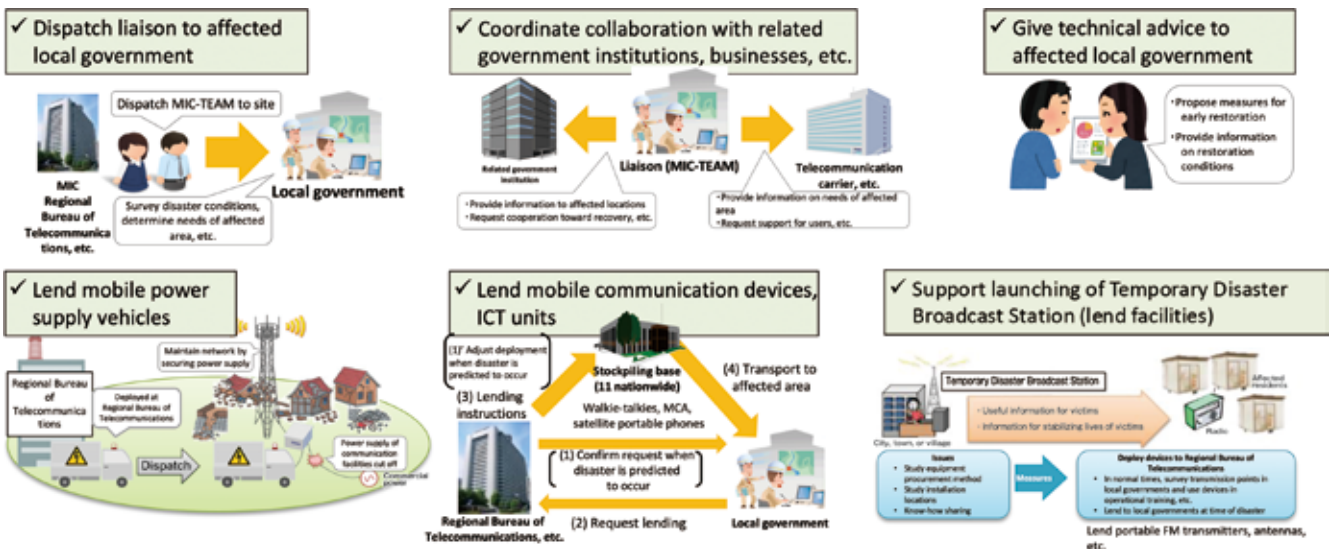 ✓ Dispatch liaison to affected
local government
Dispatch MIC-TEAM to site
MIC
Regional Bureau of
Telecommunica
tions, etc.
Local government
Survey disaster conditions,
determine needs of affected
area, etc.
✓ Coordinate collaboration with related
government institutions, businesses, etc.
Related government
institution
Liaison (MIC-TEAM)
Telecommunication
carrier, etc.
・Provide information to affected locations
・Request cooperation toward recovery, etc.
・Provide information on needs of affected
area
・Request support for users, etc.
✓ Give technical advice to
affected local government
・Propose measures for
early restoration
・Provide information
on restoration
conditions
✓ Lend mobile power
supply vehicles
Maintain network by
securing power supply
Regional Bureau of
Telecommunica
tions
Deployed at
Regional Bureau of
Telecommunications
Dispatch
Power supply of
communication
facilities cut off
Commercial
power
✓ Lend mobile communication devices,
ICT units
(1)' Adjust deployment
when disaster is
predicted to occur
Stockpiling base
(11 nationwide)
(4) Transport to
affected area
(3) Lending
instructions
Walkie-talkies, MCA,
satellite portable phones
(1) Confirm request when
disaster is predicted
to occur
(2) Request lending
Regional Bureau of
Telecommunications, etc.
Local government
✓ Support launching of Temporary Disaster
Broadcast Station (lend facilities)
Temporary Disaster Broadcast Station
・Useful information for victims
・Information for stabilizing lives of victims
Affected
residents
Radio
City, town, or village
Issues
• Study equipment
procurement method
• Study installation
locations
• Know-how sharing
Measures
Deploy devices to Regional Bureau of
Telecommunications
• In normal times, survey transmission points in
local governments and use devices in
operational training, etc.
• Lend to local governments at time of disaster
Lend portable FM transmitters, antennas,
etc.